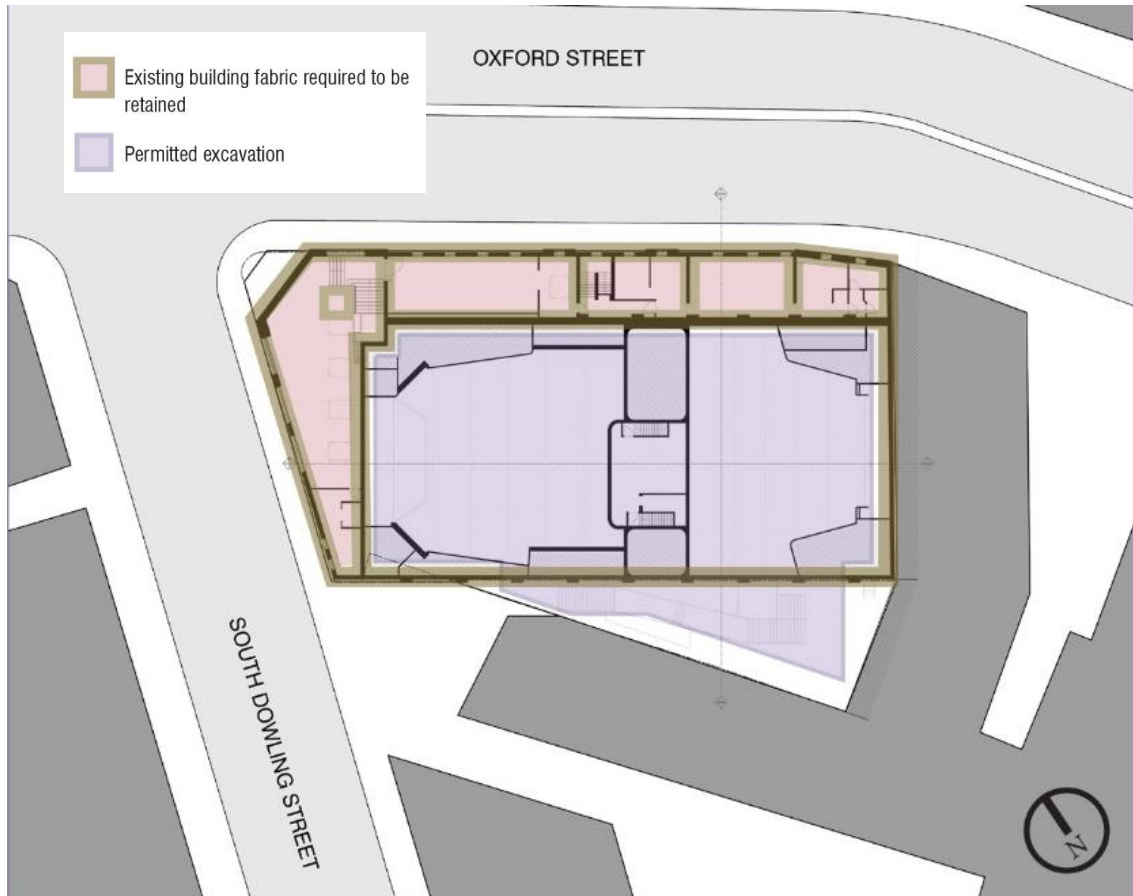 OXFORD STREET
Existing building fabric required to be
retained
Permitted excavation
SOUTH DOWLING STREET
N